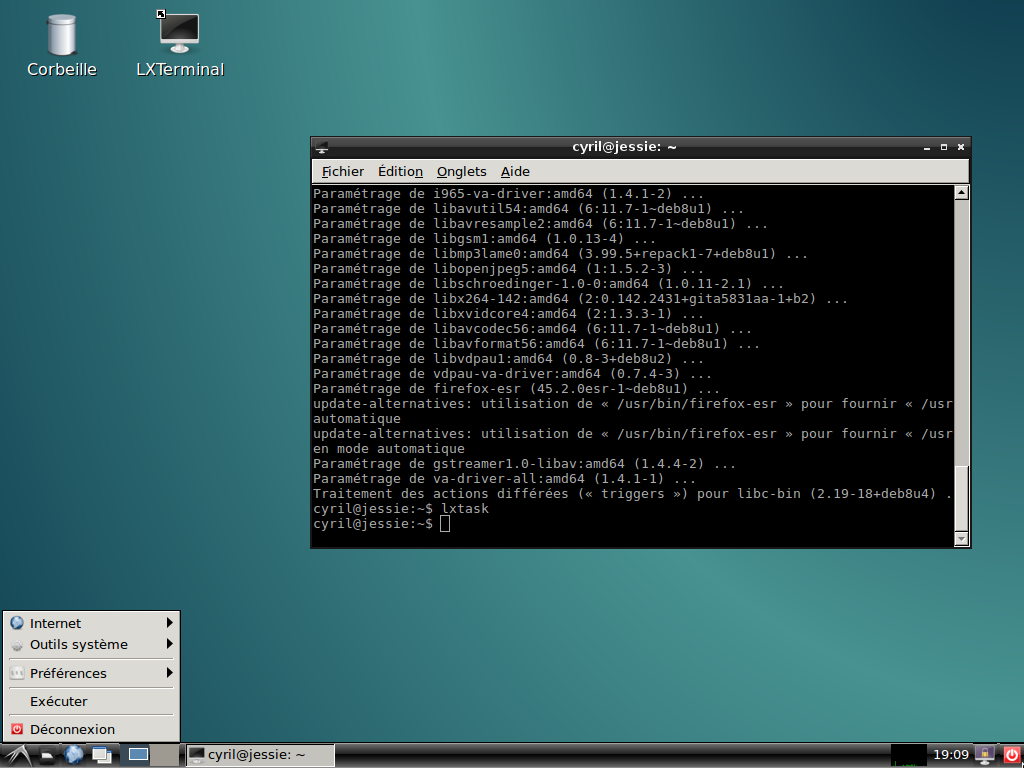 Corbeille
LXTerminal
cyril@jessie: ~
Fichier Édition Onglets Aide
Paramétrage de i965-va-driver:amd64 (1.4.1-2) ...
Paramétrage de libavutil54:amd64 (6:11.7-1~deb8u1) ...
Paramétrage de libavresample2:amd64 (6:11.7-1~deb8u1) ...
Paramétrage de libgsm1:amd64 (1.0.13-4) ...
Paramétrage de libmp3lame0:amd64 (3.99.5+repack1-7+deb8u1) ...
Paramétrage de libopenjpeg5:amd64 (1:1.5.2-3) ...
Paramétrage de libschroedinger-1.0-0:amd64 (1.0.11-2.1) ...
Paramétrage de libx264-142:amd64 (2:0.142.2431+gita5831aa-1+b2) ...
Paramétrage de libxvidcore4:amd64 (2:1.3.3-1) ...
Paramétrage de libavcodec56:amd64 (6:11.7-1~deb8u1) ...
Paramétrage de libavformat56:amd64 (6:11.7-1~deb8u1) ...
Paramétrage de libvdpau1:amd64 (0.8-3+deb8u2) ...
Paramétrage de vdpau-va-driver:amd64 (0.7.4-3) ...
Paramétrage de firefox-esr (45.2.0esr-1~deb8u1) ...
update-alternatives: utilisation de « /usr/bin/firefox-esr » pour fournir « /usr
automatique
update-alternatives: utilisation de « /usr/bin/firefox-esr » pour fournir « /usr
en mode automatique
Paramétrage de gstreamer1.0-libav:amd64 (1.4.4-2) ...
Paramétrage de va-driver-all:amd64 (1.4.1-1) ...
Traitement des actions différées (« triggers ») pour libc-bin (2.19-18+deb8u4) .
cyril@jessie:~$ lxtask
cyril@jessie:~$
Internet
Outils système
Préférences
Exécuter
Déconnexion
cyril@jessie: ~
19:09